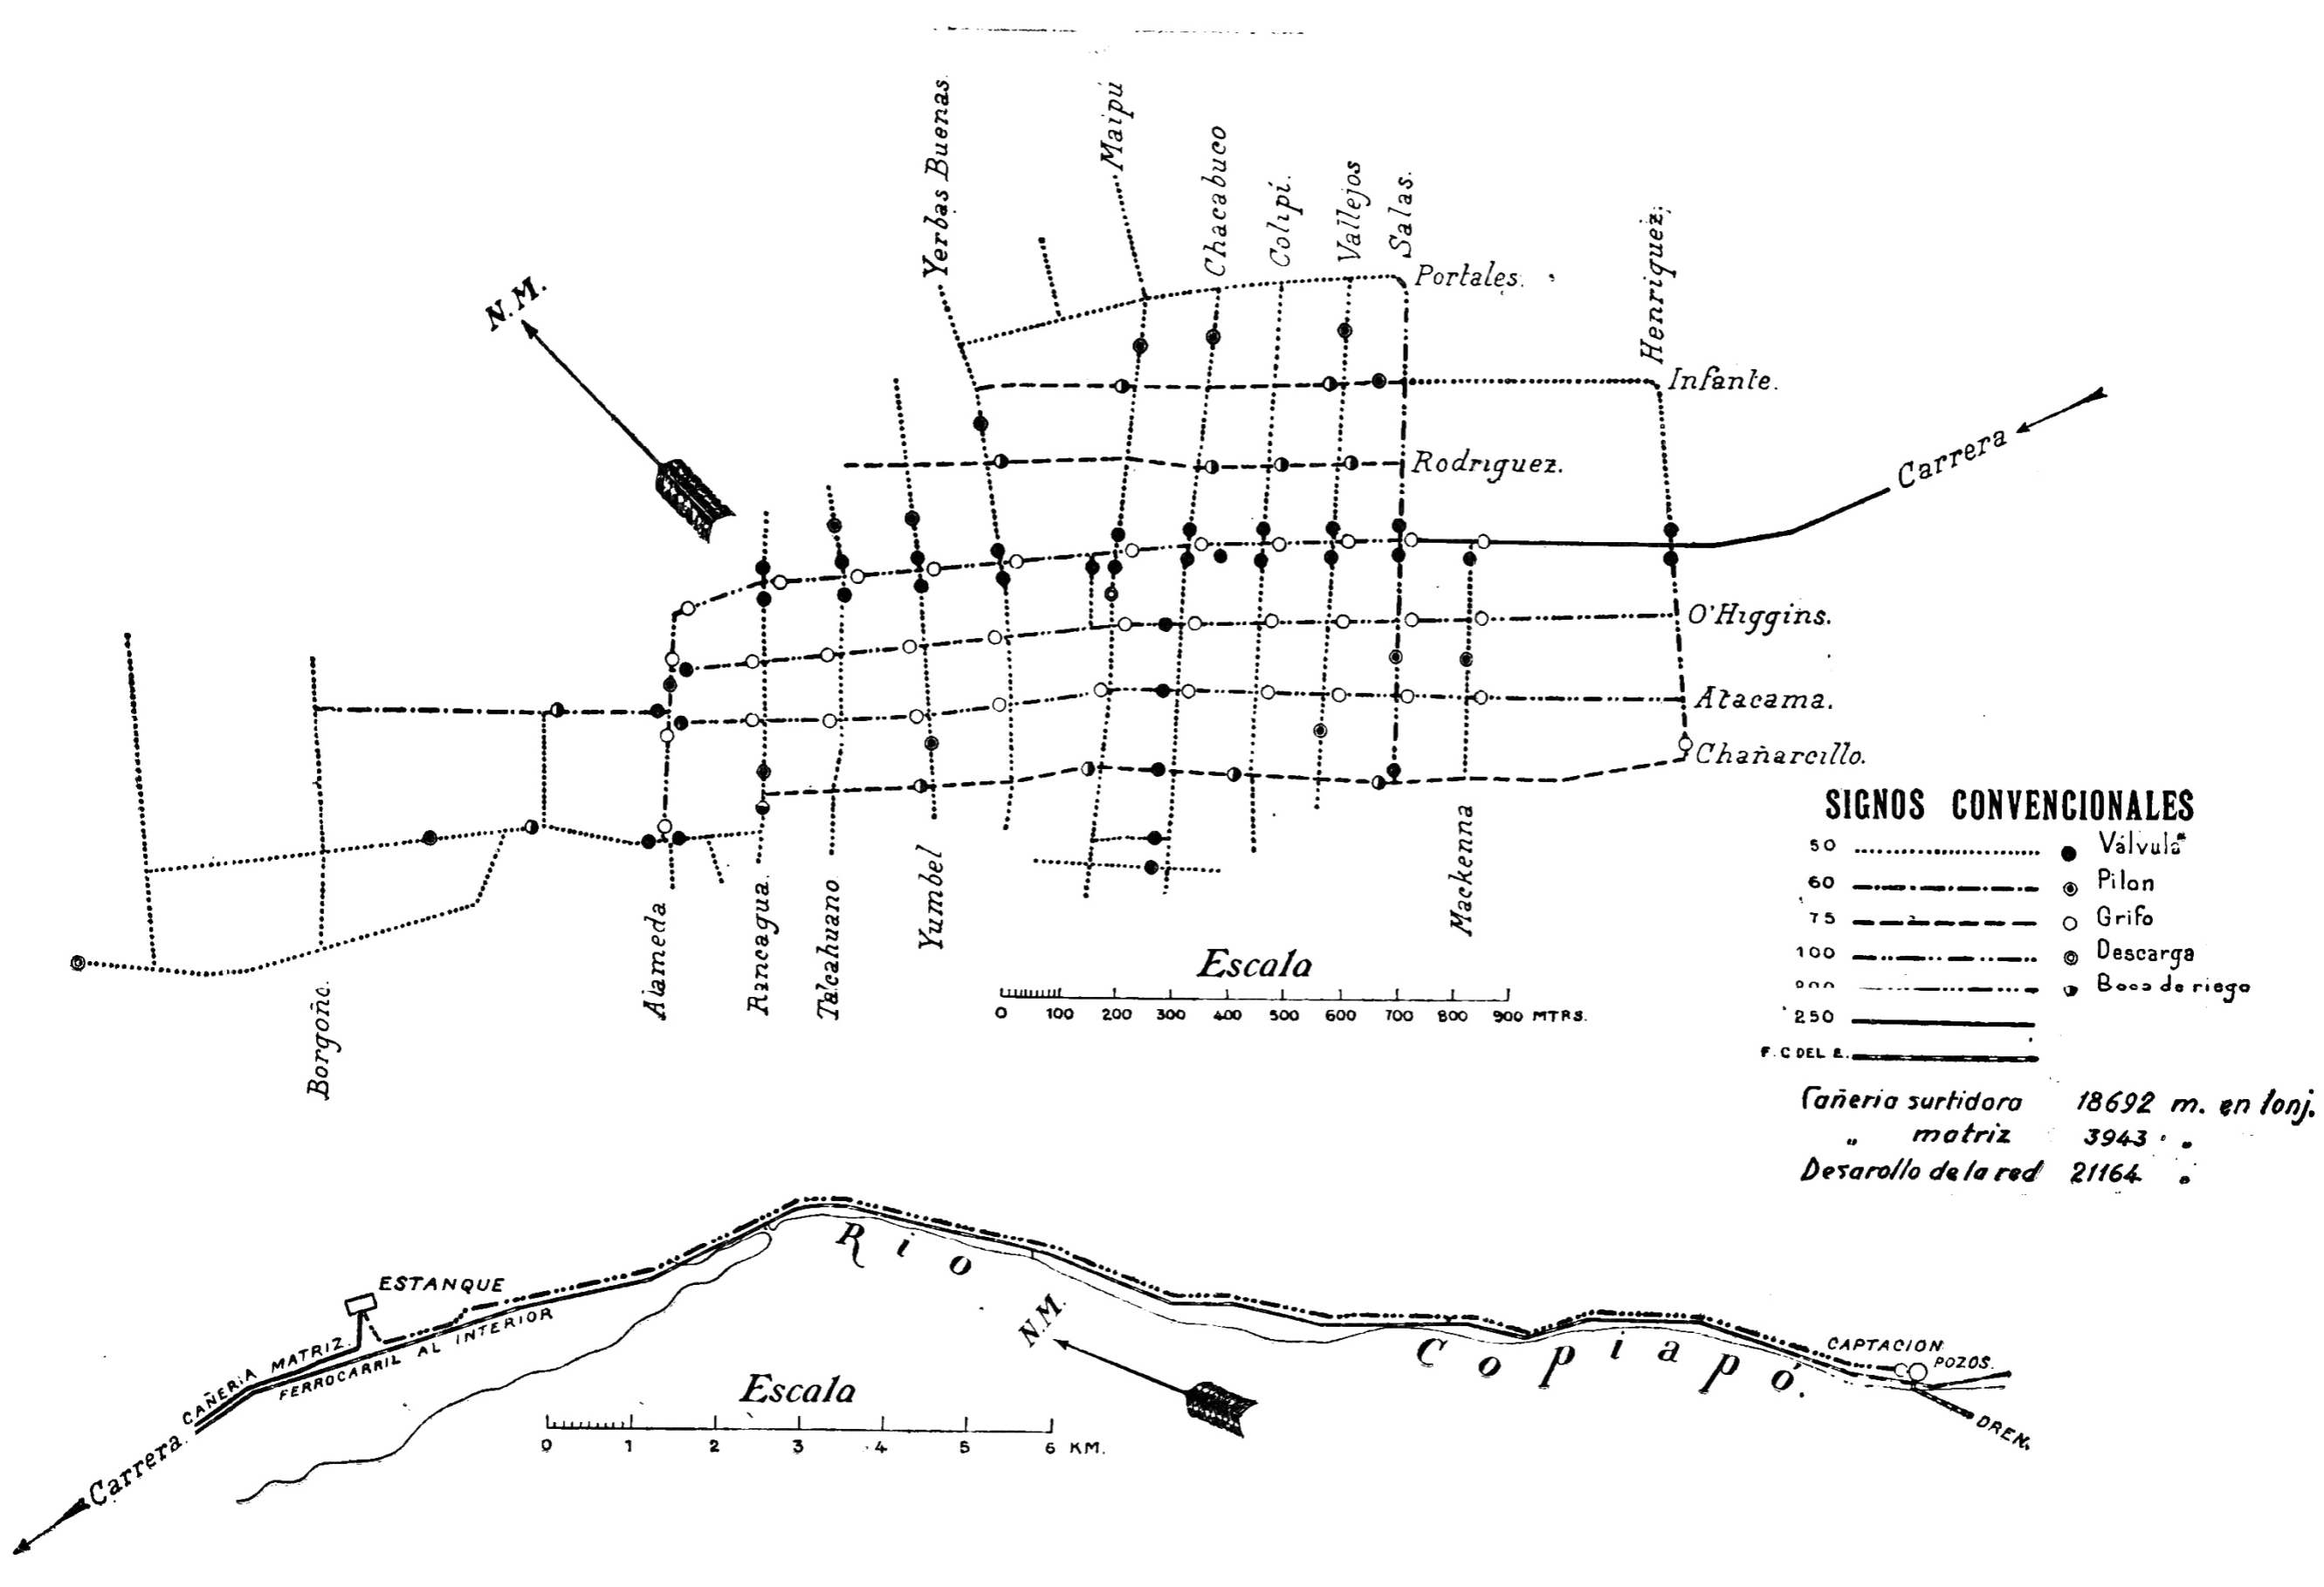 Yerbas Buenas.
Maipú
Chacabuco
Colipí.
Vallejos
Salas.
Henriquez.
Portales.
Infante.
Rodriguez.
Carrera
N.M.
O'Higgins.
Atacama.
Chañarcillo.
Borgoño.
Alameda
Rancagua.
Talcahuano
Yumbel
Mackenna
Escala
0 100 200 300 400 500 600 700 800 900 MTRS.
SIGNOS CONVENCIONALES
50 Válvula
60 Pilon
75 Grifo
100 Descarga
Boca de riego
250
F.C DEL E.
Cañeria surtidora 18692 m. en lonj.
" matriz 3943 " "
Desarollo de la red 21164 "
Rio Copiapó.
ESTANQUE
CAÑERIA MATRIZ.
FERROCARRIL AL INTERIOR
Carrera.
N.M.
CAPTACION
POZOS.
DREN.
Escala
0 1 2 3 4 5 6 KM.